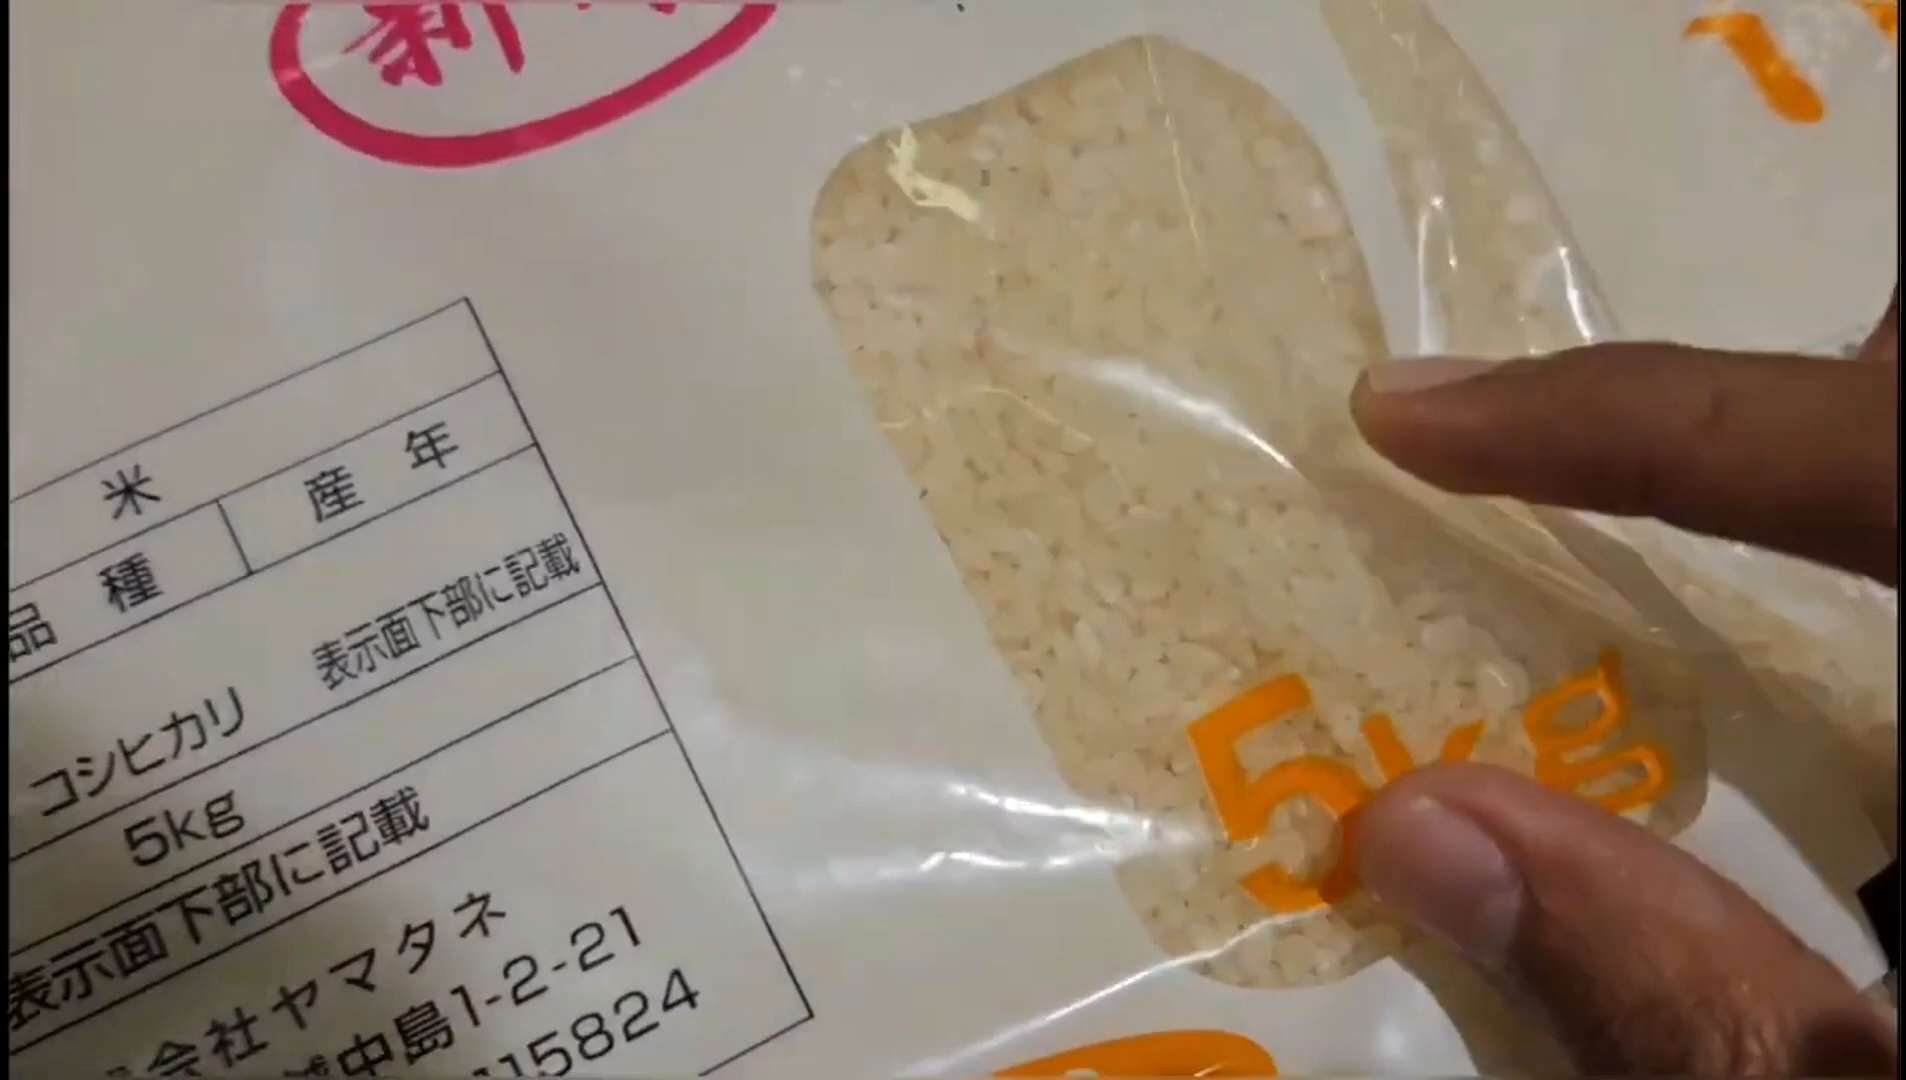 新
米
品 種 産 年
コシヒカリ 表示面下部に記載
5kg
表示面下部に記載
会社ヤマタネ
中島1-2-21
15824
5kg